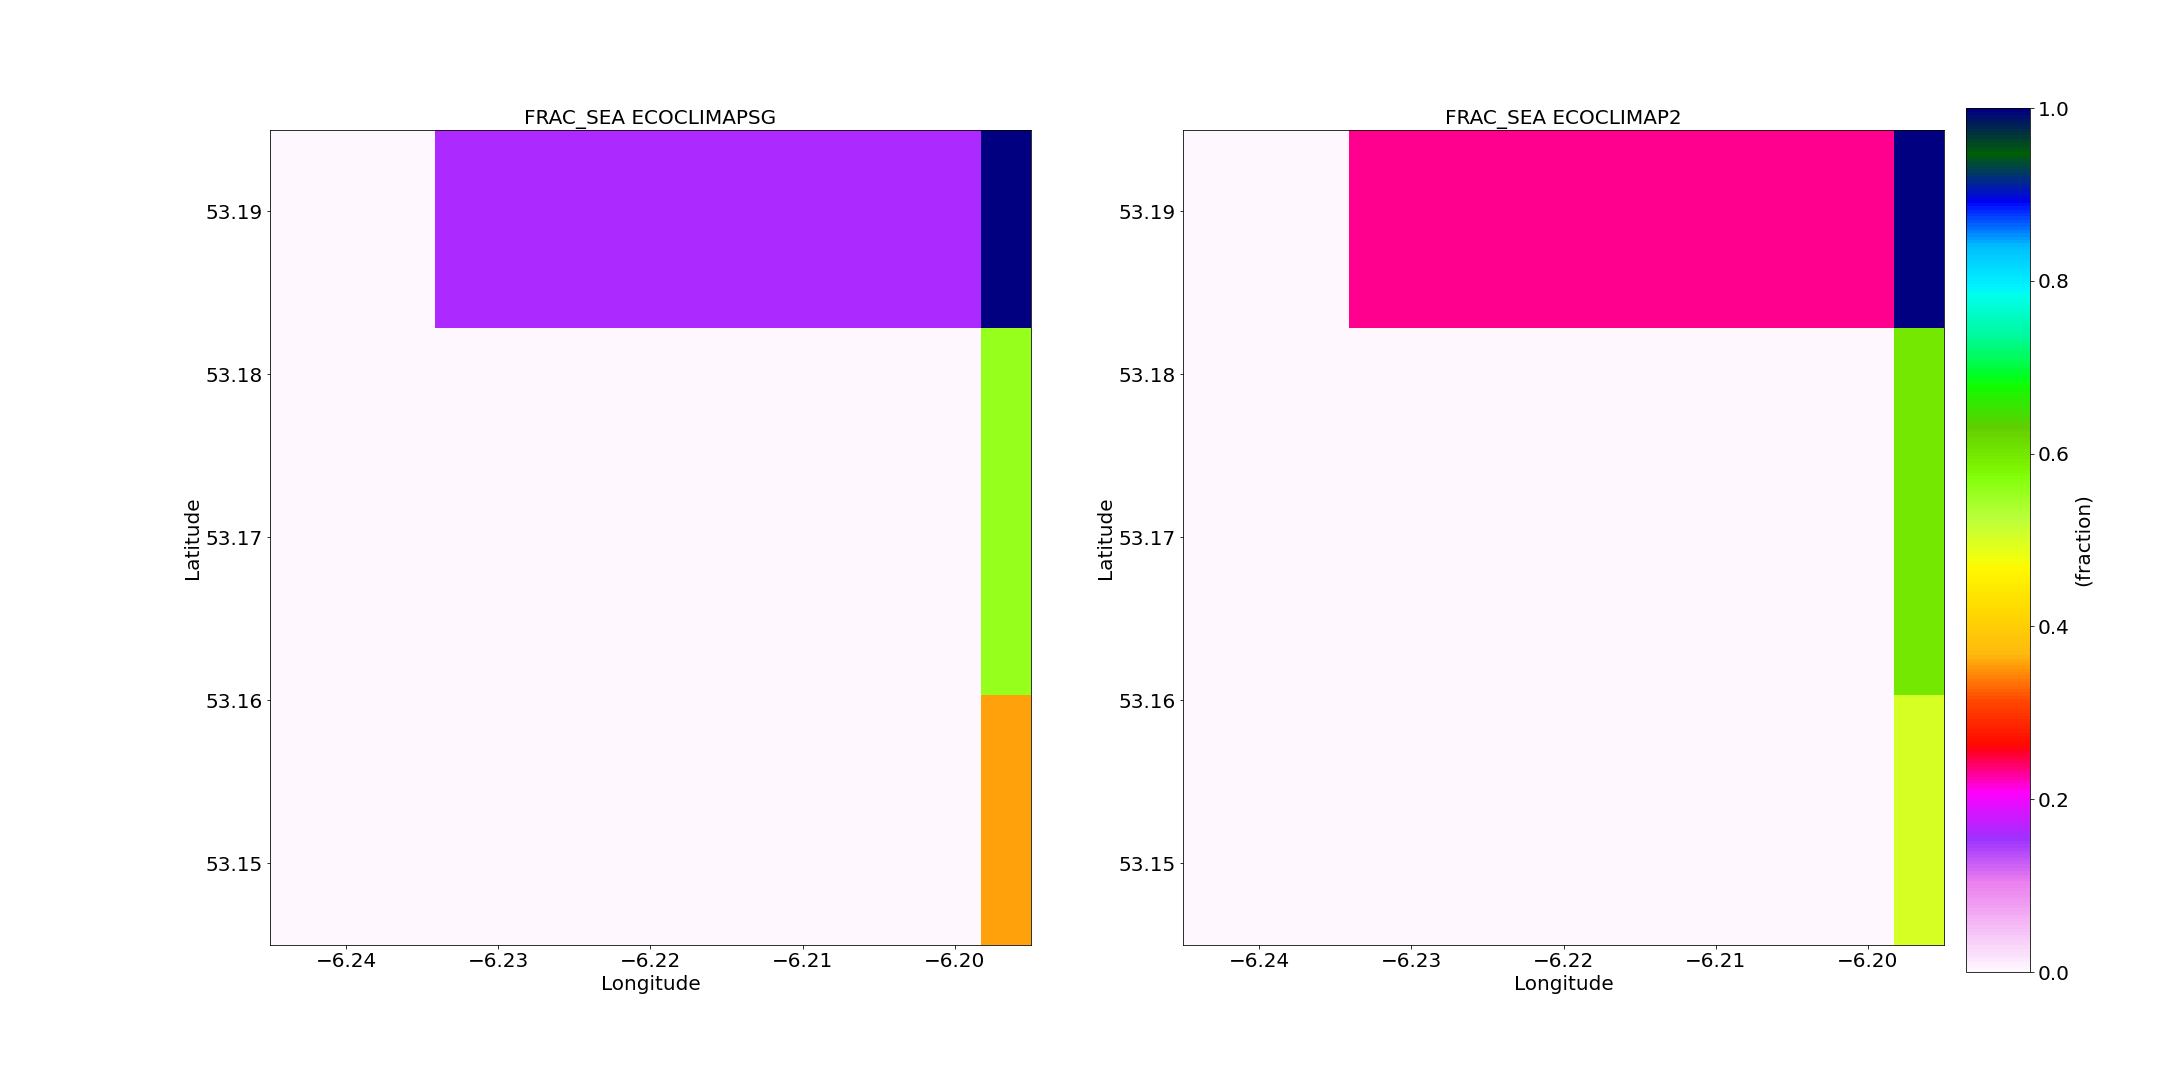 FRAC_SEA ECOCLIMAPSG
53.19
53.18
53.17
53.16
53.15
Latitude
−6.24 −6.23 −6.22 −6.21 −6.20
Longitude
FRAC_SEA ECOCLIMAP2
53.19
53.18
53.17
53.16
53.15
Latitude
−6.24 −6.23 −6.22 −6.21 −6.20
Longitude
1.0
0.8
0.6
0.4
0.2
0.0
(fraction)